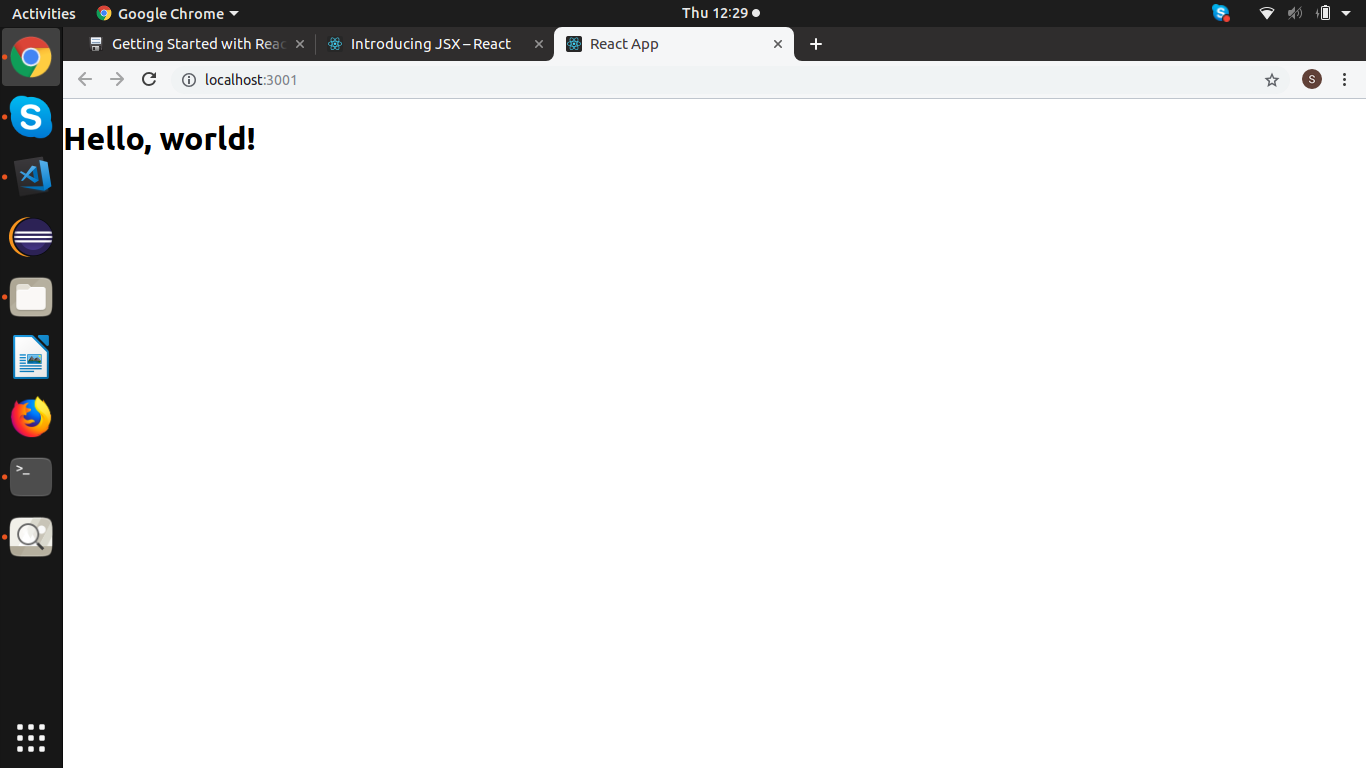 Activities
Google Chrome
Thu 12:29
Getting Started with Reac
Introducing JSX – React
React App
localhost:3001
S
Hello, world!
>_